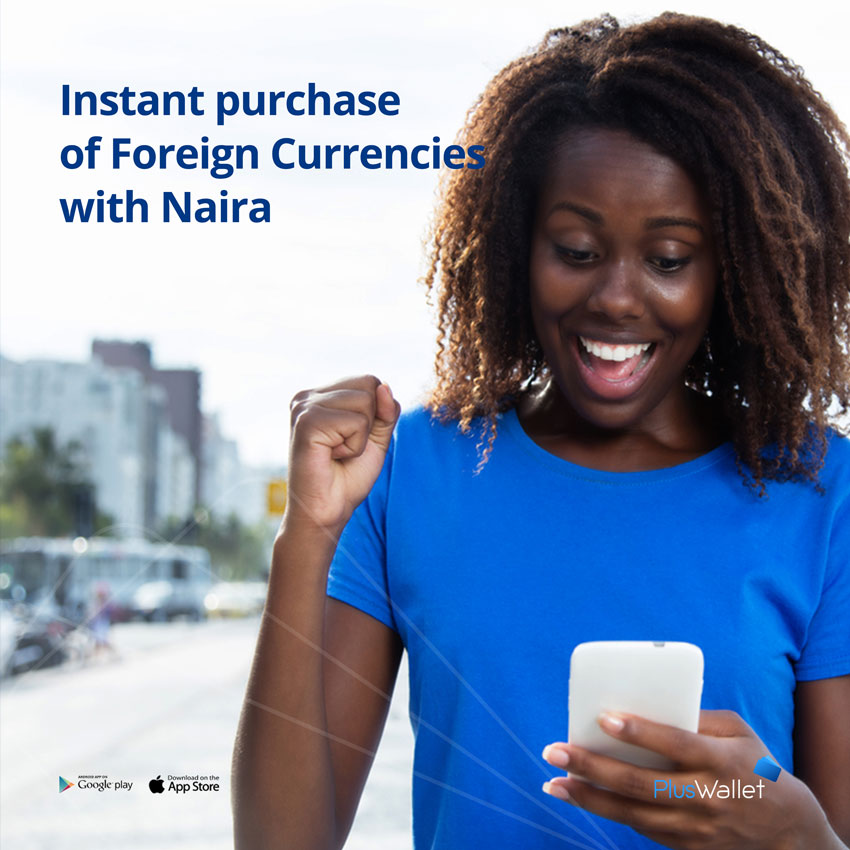 Instant purchase
of Foreign Currencies
with Naira
ANDROID APP ON
Google play
Download on the
App Store
PlusWallet